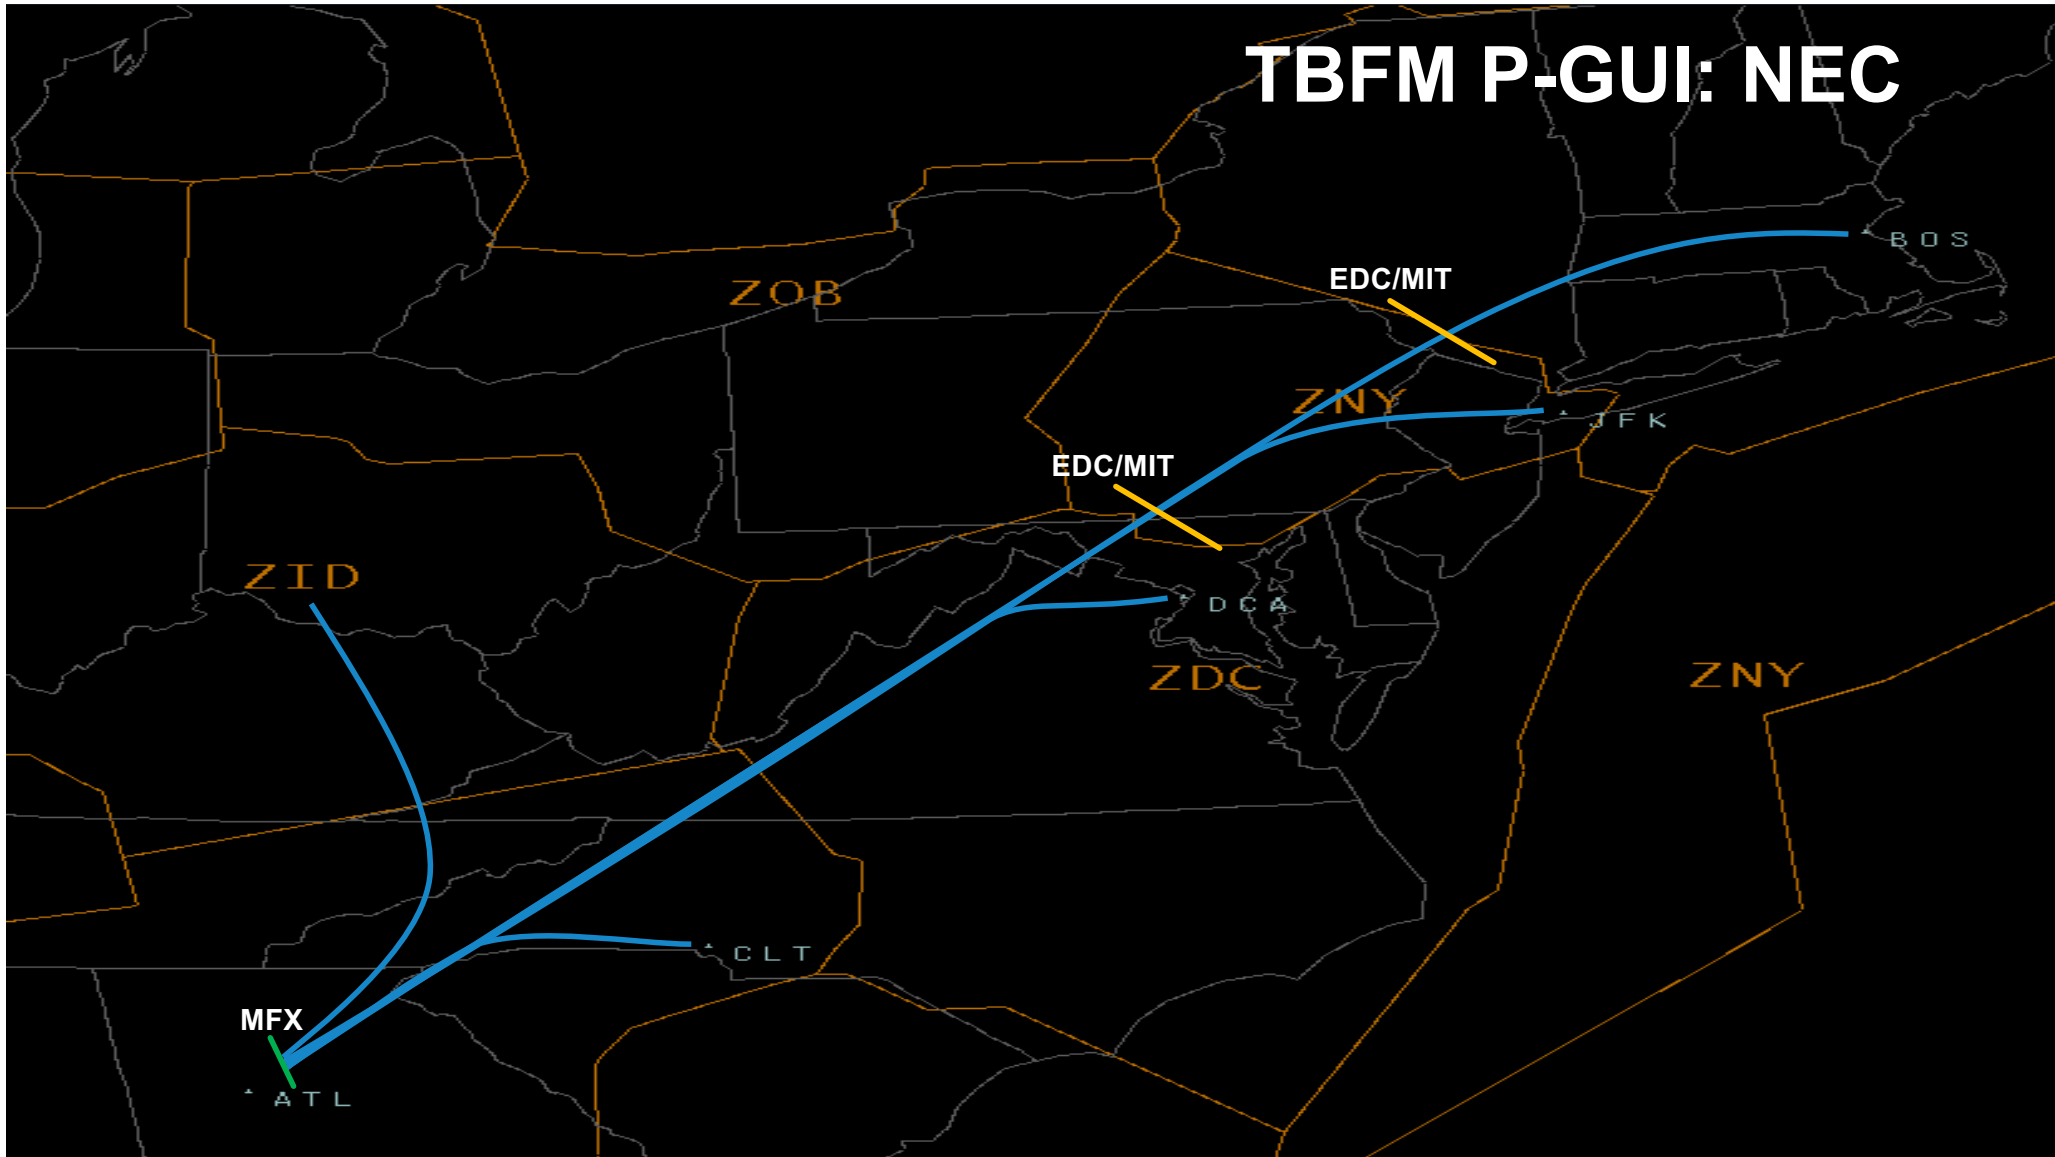 TBFM P-GUI: NEC
BOS
EDC/MIT
ZOB
ZNY
JFK
EDC/MIT
ZID
DCA
ZDC
ZNY
CLT
MFX
ATL